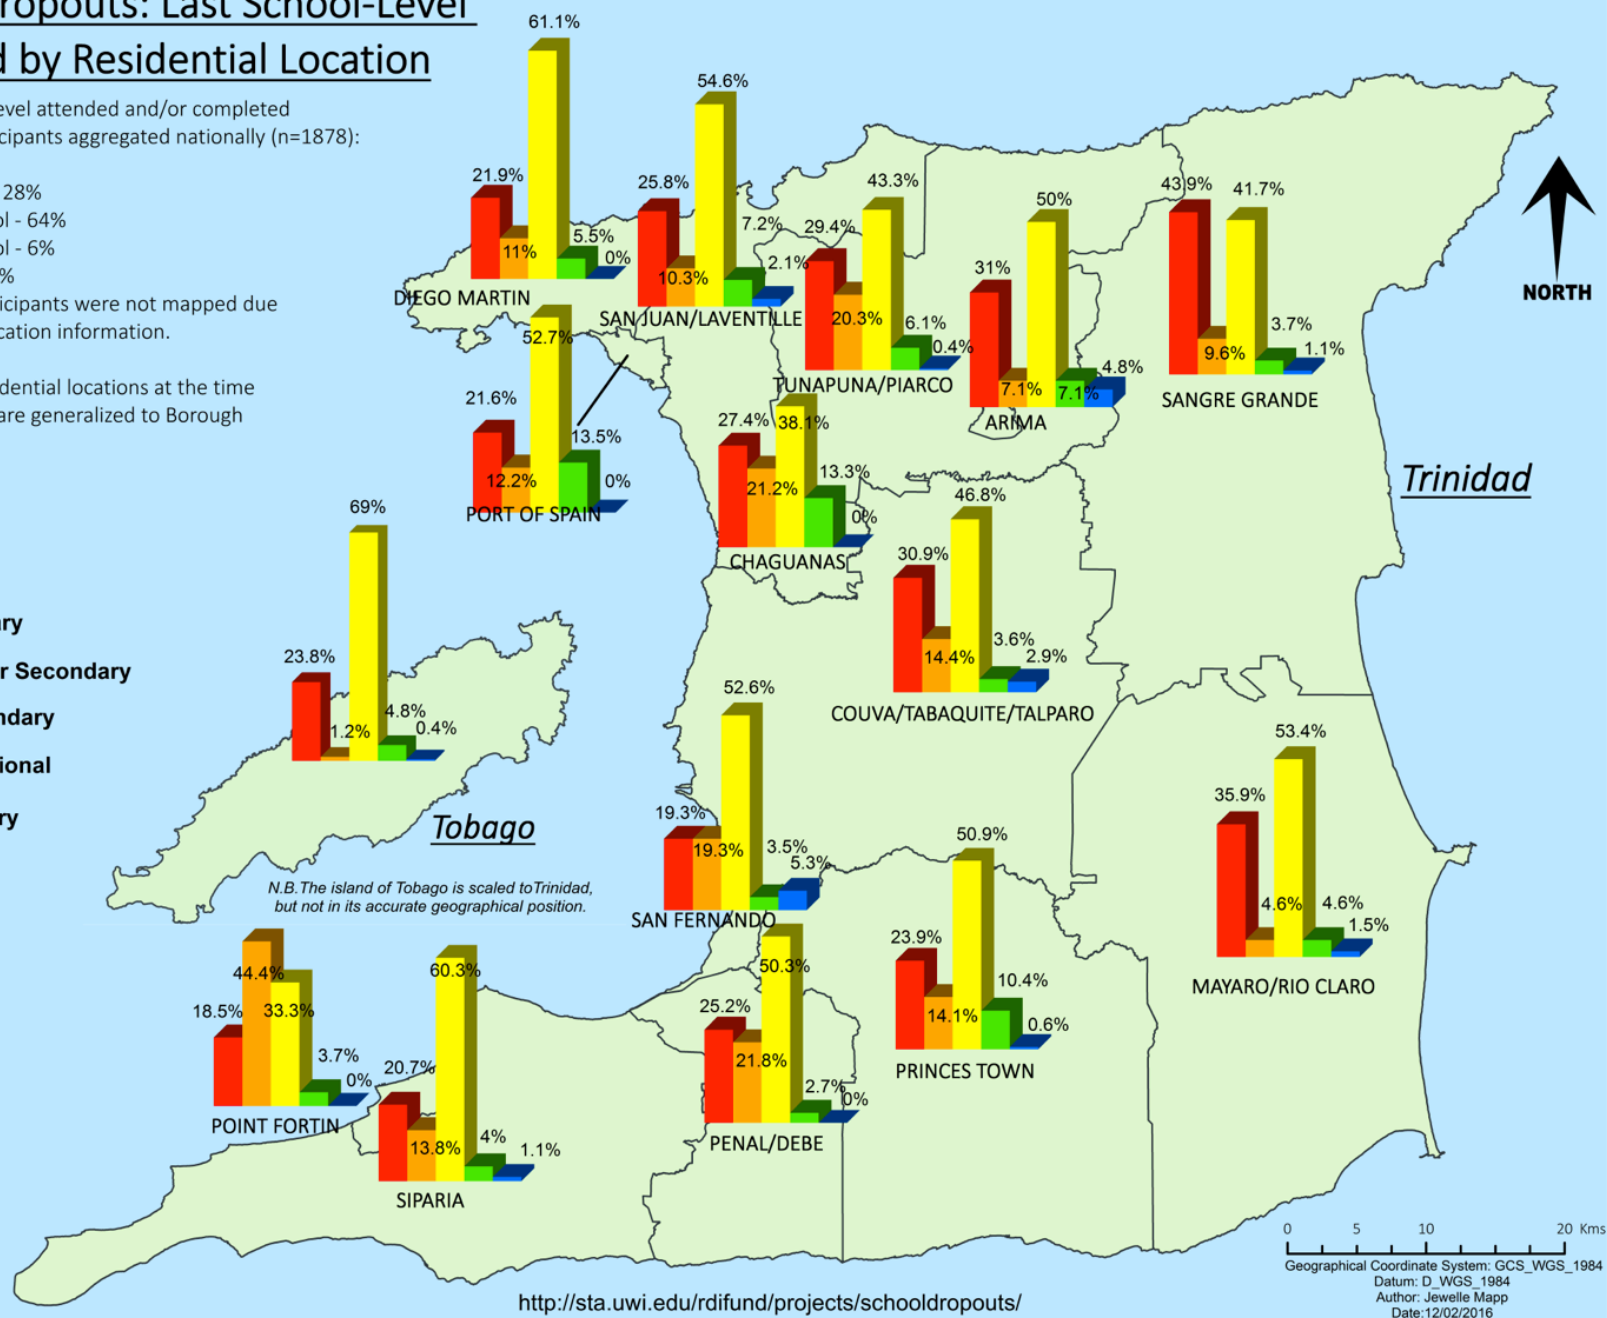 ropouts: Last School-Level
d by Residential Location
evel attended and/or completed
cipants aggregated nationally (n=1878):
28%
ol - 64%
ol - 6%
%
ticipants were not mapped due
cation information.
idential locations at the time
are generalized to Borough
ary
r Secondary
ndary
ional
ry
61.1%
21.9%
11%
5.5%
0%
DIEGO MARTIN
54.6%
25.8%
10.3%
7.2%
2.1%
SAN JUAN/LAVENTILLE
43.3%
29.4%
20.3%
6.1%
0.4%
TUNAPUNA/PIARCO
50%
31%
7.1%
7.1%
4.8%
ARIMA
43.9%
41.7%
9.6%
3.7%
1.1%
SANGRE GRANDE
NORTH
52.7%
21.6%
12.2%
13.5%
0%
PORT OF SPAIN
27.4%
38.1%
21.2%
13.3%
0%
CHAGUANAS
Trinidad
46.8%
30.9%
14.4%
3.6%
2.9%
COUVA/TABAQUITE/TALPARO
69%
23.8%
1.2%
4.8%
0.4%
Tobago
N.B.The island of Tobago is scaled toTrinidad,
but not in its accurate geographical position.
52.6%
19.3%
19.3%
3.5%
5.3%
SAN FERNANDO
53.4%
35.9%
4.6%
4.6%
1.5%
MAYARO/RIO CLARO
50.9%
23.9%
14.1%
10.4%
0.6%
PRINCES TOWN
44.4%
18.5%
33.3%
3.7%
0%
POINT FORTIN
60.3%
20.7%
13.8%
4%
1.1%
SIPARIA
50.3%
25.2%
21.8%
2.7%
0%
PENAL/DEBE
0 5 10 20 Kms
Geographical Coordinate System: GCS_WGS_1984
Datum: D_WGS_1984
Author: Jewelle Mapp
Date:12/02/2016
http://sta.uwi.edu/rdifund/projects/schooldropouts/